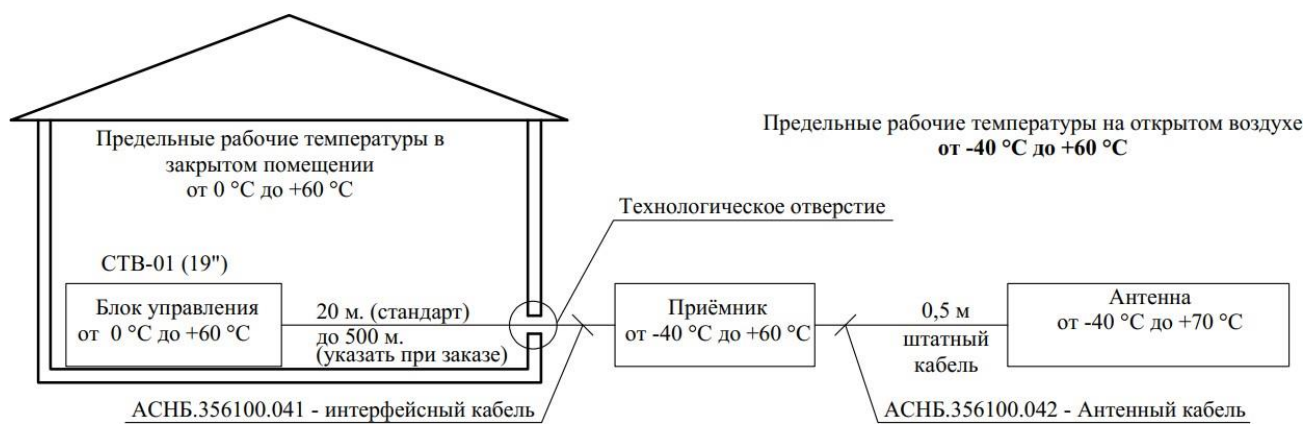 Предельные рабочие температуры в
закрытом помещении
от 0 °C до +60 °C
Предельные рабочие температуры на открытом воздухе
от -40 °C до +60 °C
Технологическое отверстие
СТВ-01 (19")
Блок управления
от 0 °C до +60 °C
20 м. (стандарт)
до 500 м.
(указать при заказе)
Приёмник
от -40 °C до +60 °C
0,5 м
штатный
кабель
Антенна
от -40 °C до +70 °C
АСНБ.356100.041 - интерфейсный кабель
АСНБ.356100.042 - Антенный кабель